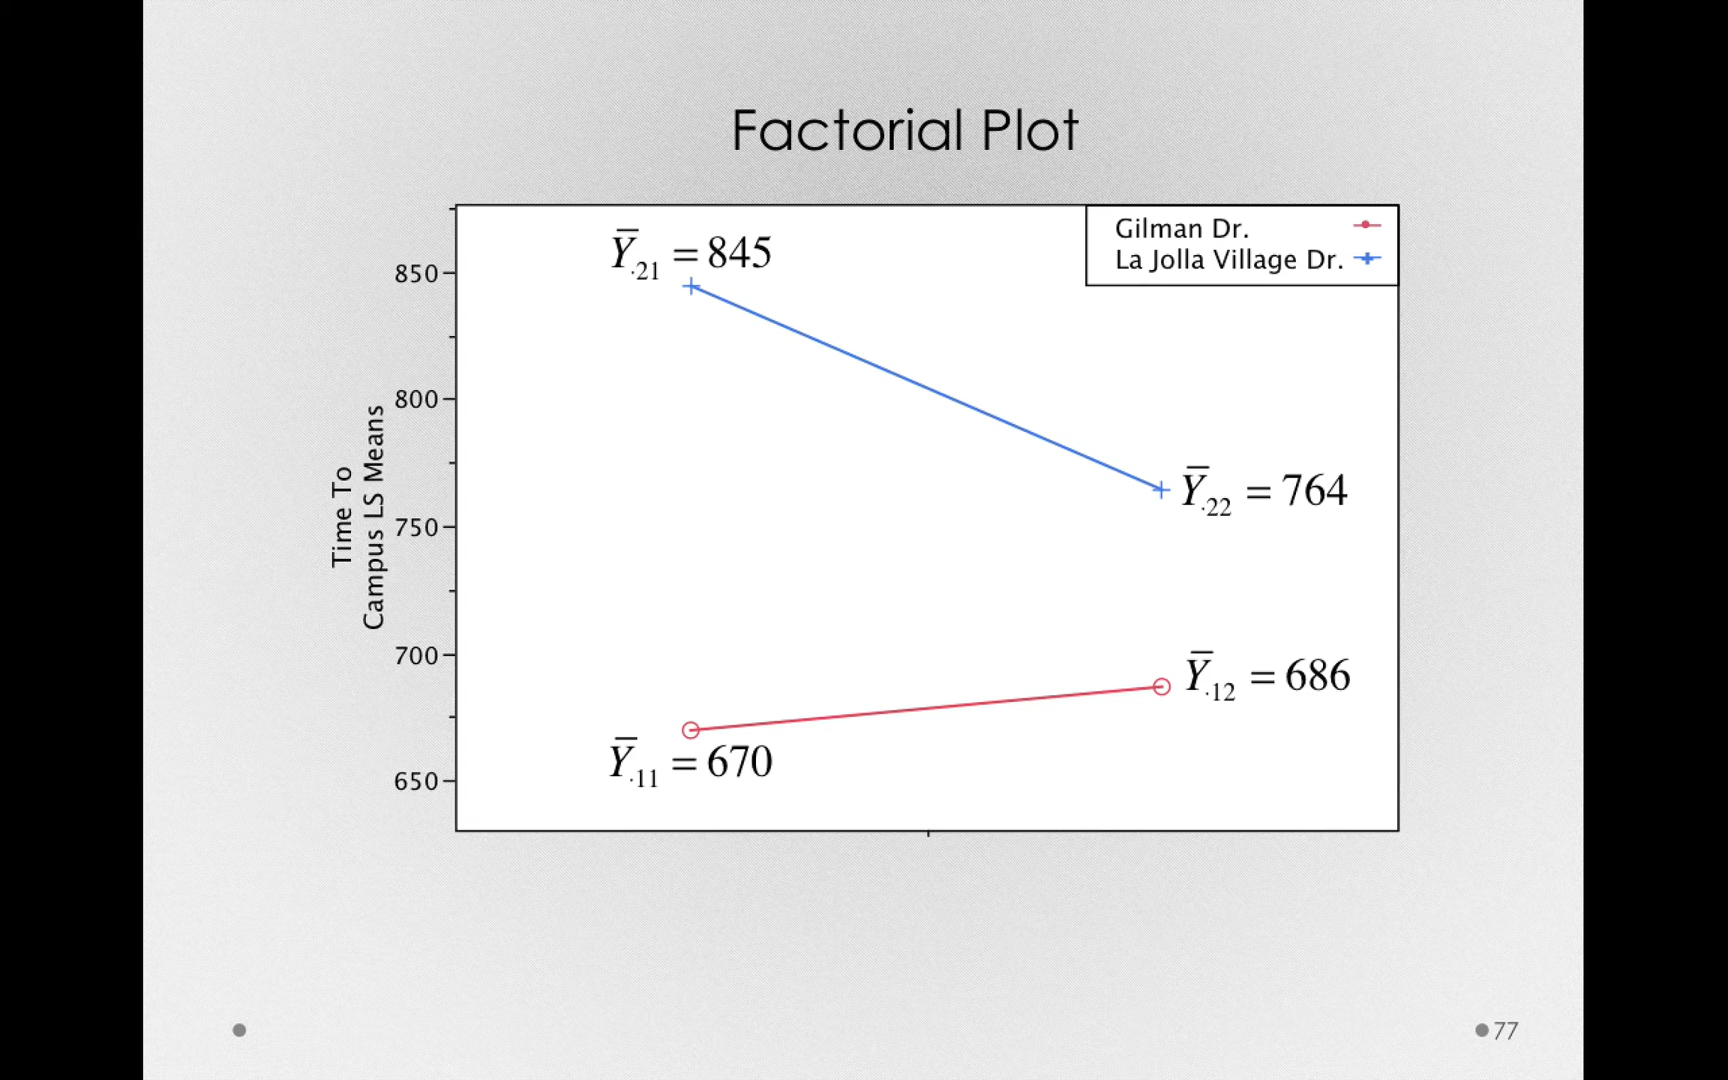 Factorial Plot
Gilman Dr.
La Jolla Village Dr.
Time To
Campus LS Means
850
800
750
700
650
Ȳ.21 = 845
Ȳ.22 = 764
Ȳ.12 = 686
Ȳ.11 = 670
77